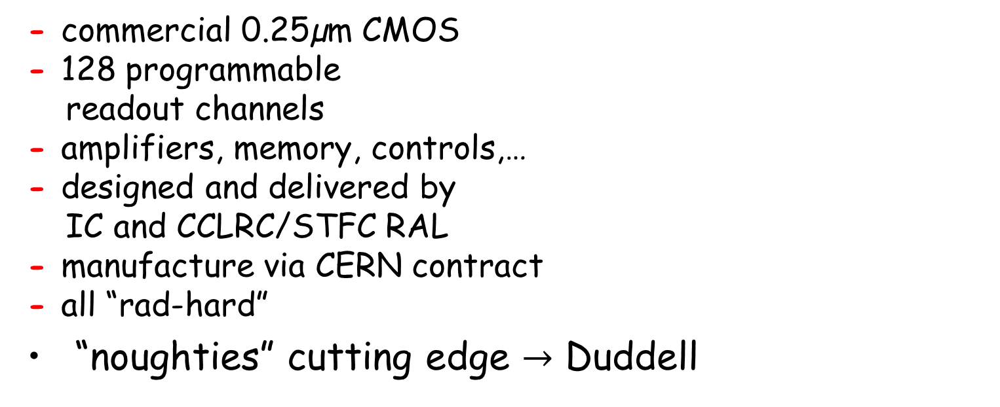 - commercial 0.25µm CMOS
- 128 programmable
readout channels
- amplifiers, memory, controls,…
- designed and delivered by
IC and CCLRC/STFC RAL
- manufacture via CERN contract
- all “rad-hard”
• “noughties” cutting edge → Duddell